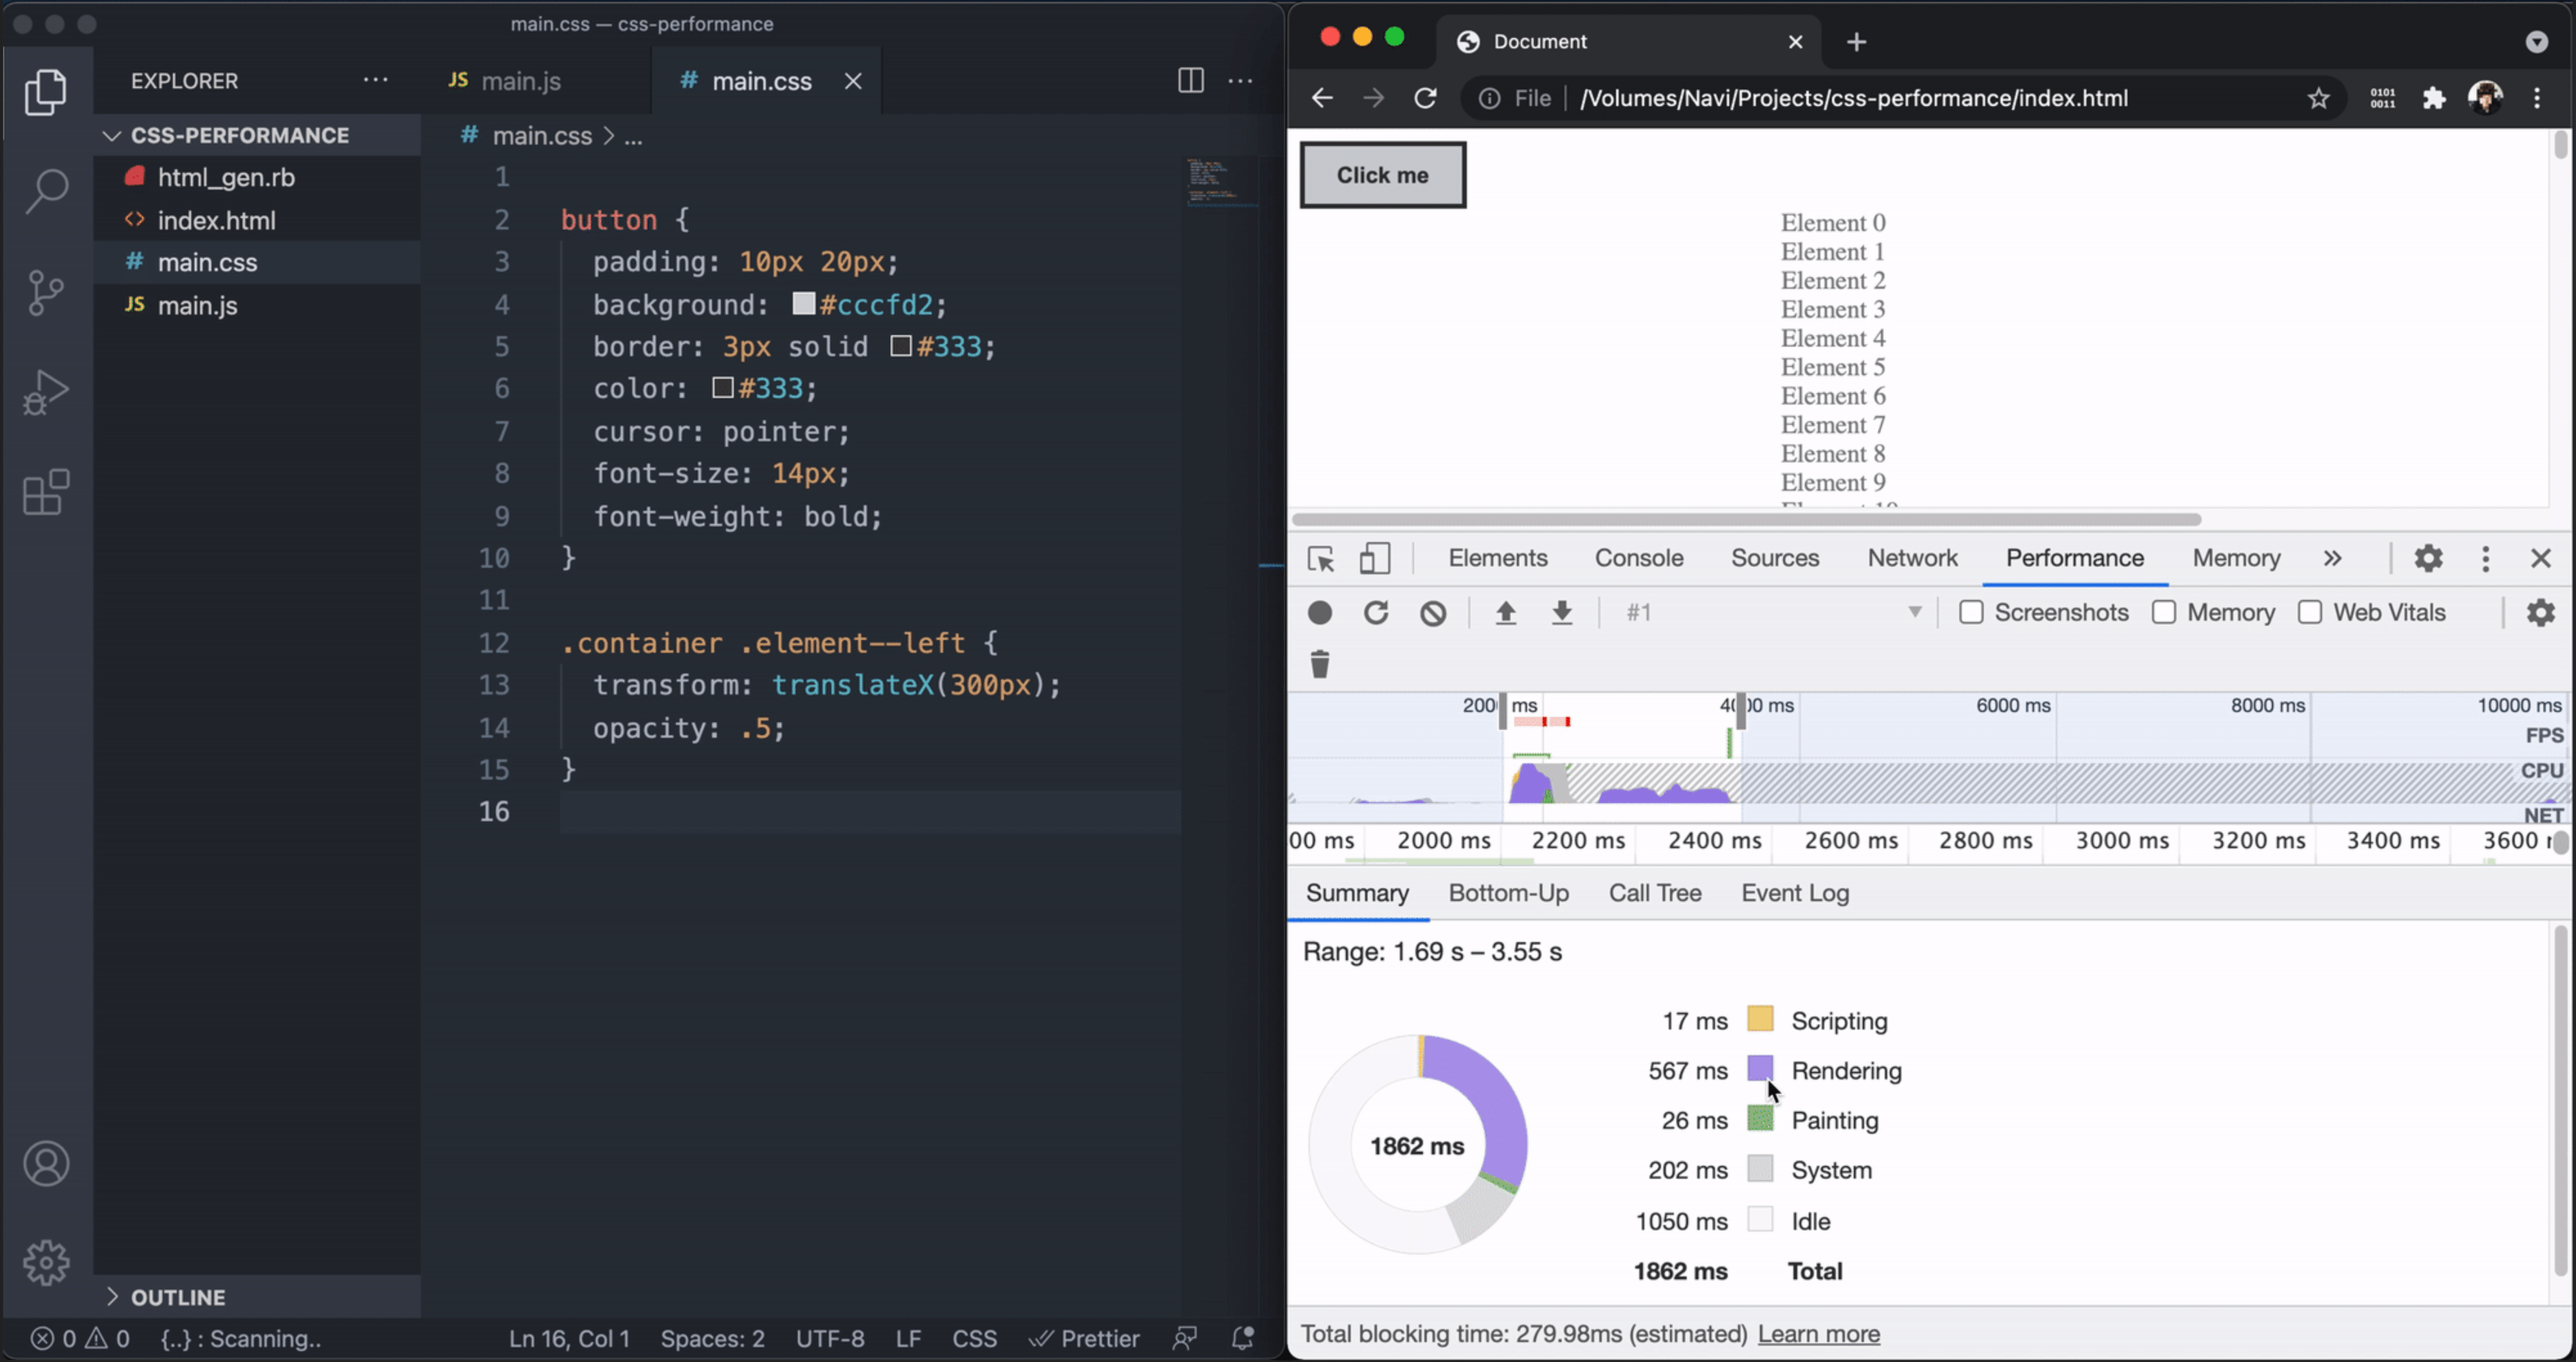 main.css — css-performance
EXPLORER
JS main.js
# main.css
CSS-PERFORMANCE
html_gen.rb
<> index.html
# main.css
JS main.js
OUTLINE
# main.css > ...
1
2 button {
3 padding: 10px 20px;
4 background: #cccfd2;
5 border: 3px solid #333;
6 color: #333;
7 cursor: pointer;
8 font-size: 14px;
9 font-weight: bold;
10 }
11
12 .container .element--left {
13 transform: translateX(300px);
14 opacity: .5;
15 }
16
0 0 {..} : Scanning.. Ln 16, Col 1 Spaces: 2 UTF-8 LF CSS Prettier
Document
File /Volumes/Navi/Projects/css-performance/index.html
0101
0011
Click me
Element 0
Element 1
Element 2
Element 3
Element 4
Element 5
Element 6
Element 7
Element 8
Element 9
Elements Console Sources Network Performance Memory »
#1 Screenshots Memory Web Vitals
ms 6000 ms 8000 ms 10000 ms
FPS
CPU
NET
00 ms 2000 ms 2200 ms 2400 ms 2600 ms 2800 ms 3000 ms 3200 ms 3400 ms 3600
Summary Bottom-Up Call Tree Event Log
Range: 1.69 s – 3.55 s
1862 ms
17 ms Scripting
567 ms Rendering
26 ms Painting
202 ms System
1050 ms Idle
1862 ms Total
Total blocking time: 279.98ms (estimated) Learn more